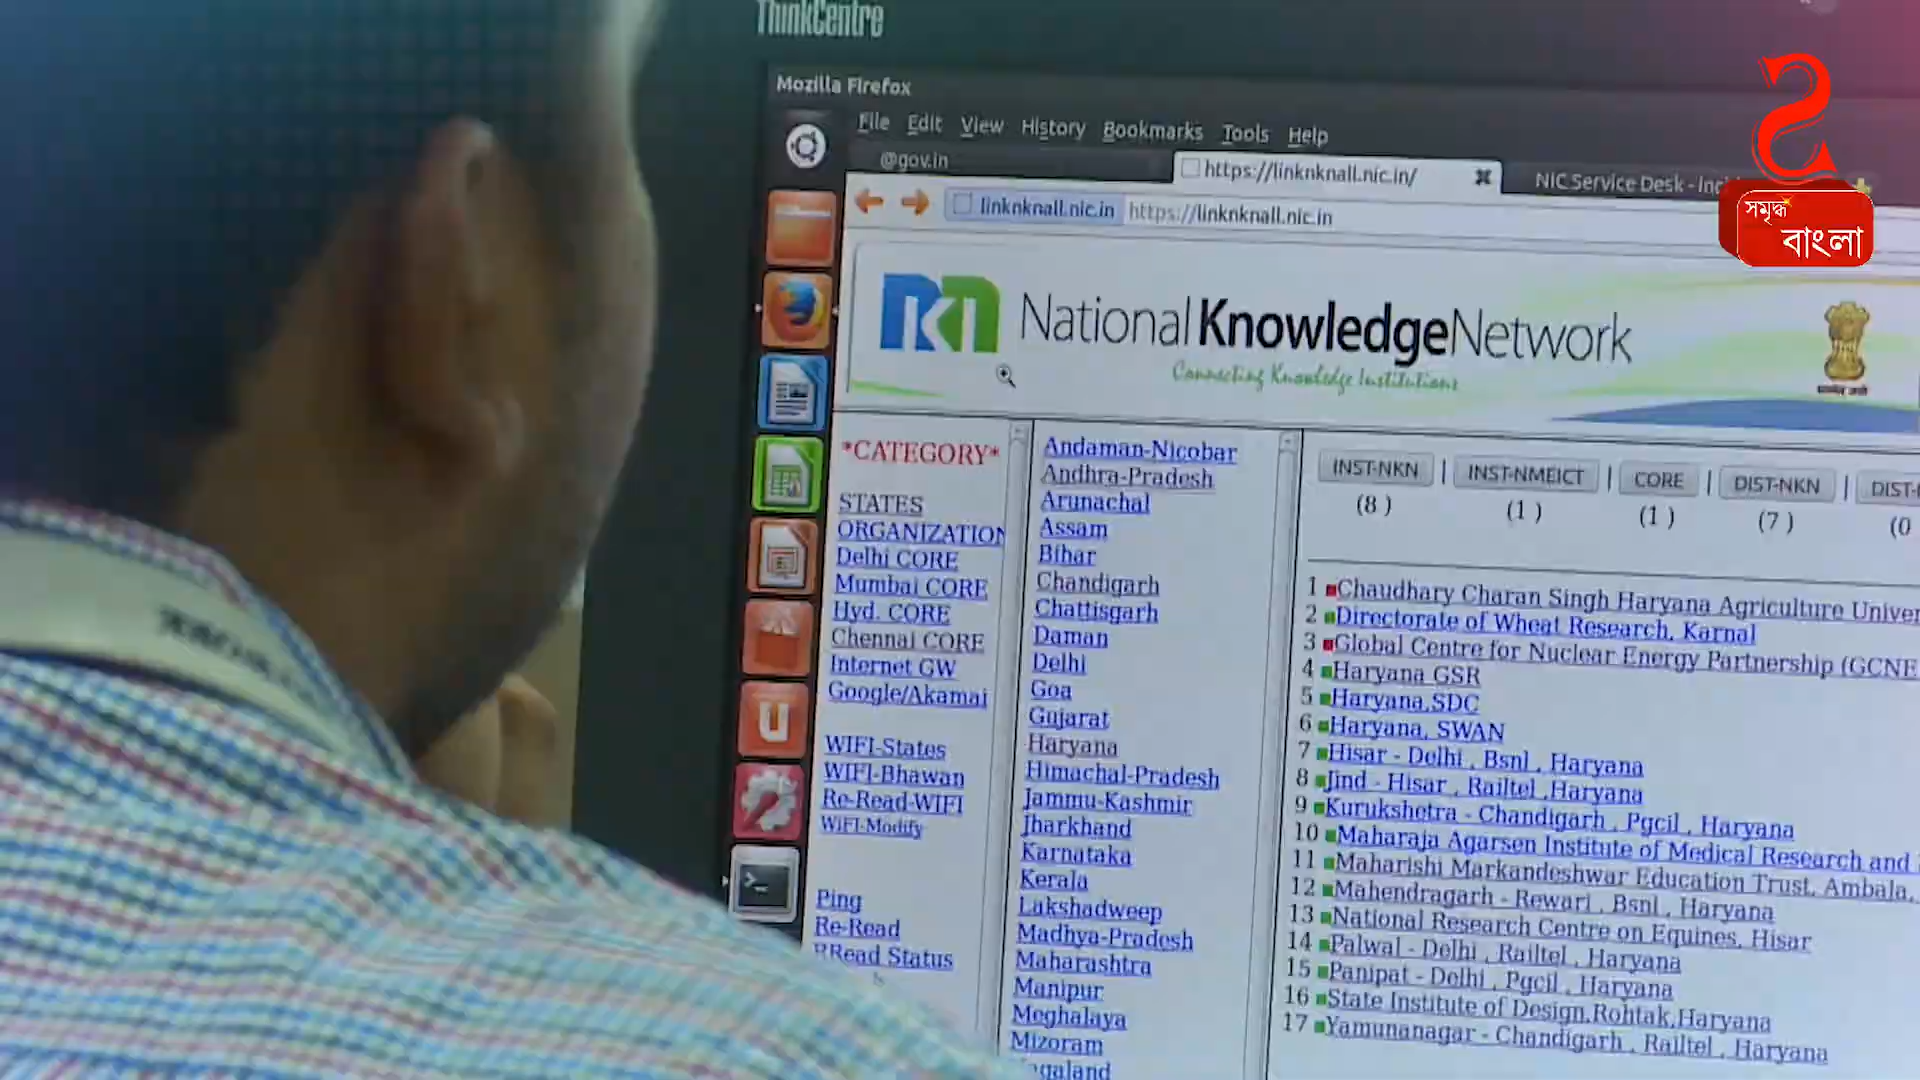 ThinkCentre
Mozilla Firefox
File Edit View History Bookmarks Tools Help
@gov.in
https://linknknall.nic.in/
NIC Service Desk - Inci
linknknall.nic.in https://linknknall.nic.in
সমৃদ্ধ
বাংলা
National Knowledge Network
Connecting Knowledge Institutions
*CATEGORY*
STATES
ORGANIZATION
Delhi CORE
Mumbai CORE
Hyd. CORE
Chennai CORE
Internet GW
Google/Akamai
WIFI-States
WIFI-Bhawan
Re-Read-WIFI
WiFI-Modify
Ping
Re-Read
RRead Status
Andaman-Nicobar
Andhra-Pradesh
Arunachal
Assam
Bihar
Chandigarh
Chattisgarh
Daman
Delhi
Goa
Gujarat
Haryana
Himachal-Pradesh
Jammu-Kashmir
Jharkhand
Karnataka
Kerala
Lakshadweep
Madhya-Pradesh
Maharashtra
Manipur
Meghalaya
Mizoram
agaland
INST-NKN | INST-NMEICT | CORE | DIST-NKN | DIST-
(8 ) (1 ) (1 ) (7 ) (0
1 Chaudhary Charan Singh Haryana Agriculture Univer
2 Directorate of Wheat Research, Karnal
3 Global Centre for Nuclear Energy Partnership (GCNE
4 Haryana GSR
5 Haryana,SDC
6 Haryana, SWAN
7 Hisar - Delhi , Bsnl , Haryana
8 Jind - Hisar , Railtel ,Haryana
9 Kurukshetra - Chandigarh , Pgcil , Haryana
10 Maharaja Agarsen Institute of Medical Research and
11 Maharishi Markandeshwar Education Trust, Ambala,
12 Mahendragarh - Rewari , Bsnl , Haryana
13 National Research Centre on Equines, Hisar
14 Palwal - Delhi , Railtel , Haryana
15 Panipat - Delhi , Pgcil , Haryana
16 State Institute of Design,Rohtak,Haryana
17 Yamunanagar - Chandigarh , Railtel , Haryana